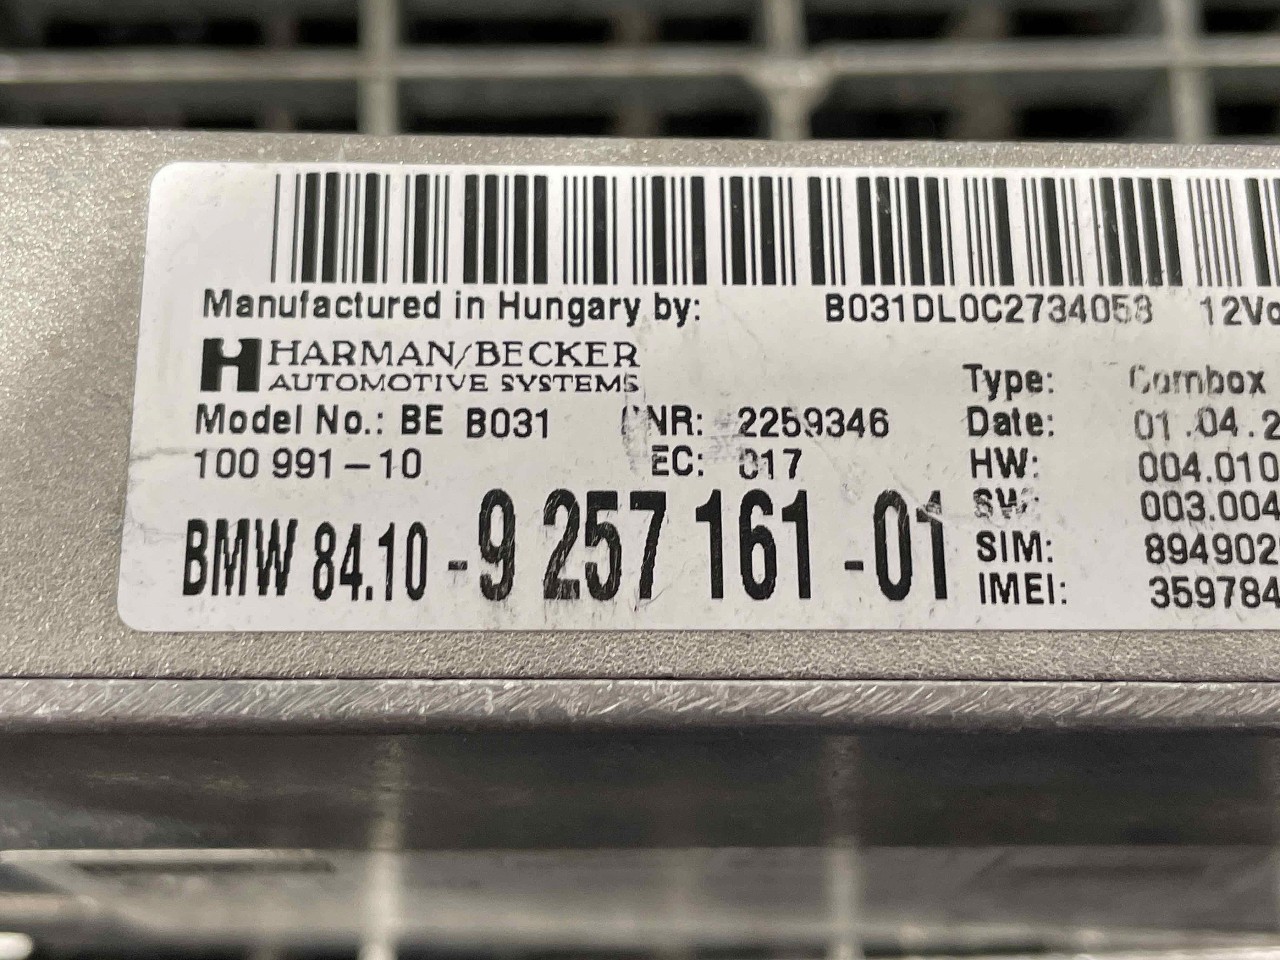 Manufactured in Hungary by: B031DL0C2734053 12Vo
HARMAN/BECKER
AUTOMOTIVE SYSTEMS
Type: Combox
Model No.: BE B031 CNR: 2259346 Date: 01.04.2
100 991-10 EC: 017 HW: 004.010
SW: 003.004
BMW 84.10-9 257 161-01
SIM: 894902
IMEI: 359784